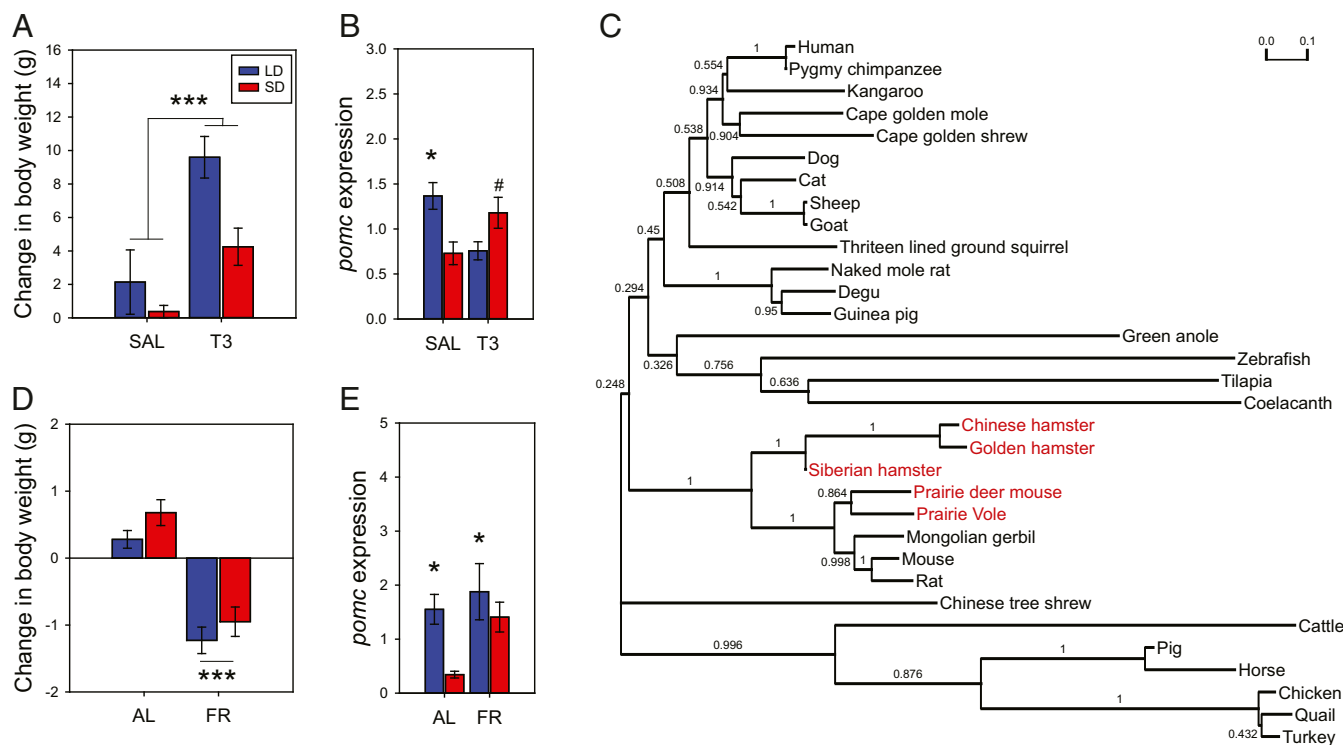 A
Change in body weight (g)
16
14
12
10
8
6
4
2
0
LD
SD
***
SAL
T3
B
pomc expression
3.0
2.5
2.0
1.5
1.0
0.5
0.0
*
#
SAL
T3
C
0.0
0.1
Human
Pygmy chimpanzee
Kangaroo
Cape golden mole
Cape golden shrew
Dog
Cat
Sheep
Goat
Thriteen lined ground squirrel
Naked mole rat
Degu
Guinea pig
Green anole
Zebrafish
Tilapia
Coelacanth
Chinese hamster
Golden hamster
Siberian hamster
Prairie deer mouse
Prairie Vole
Mongolian gerbil
Mouse
Rat
Chinese tree shrew
Cattle
Pig
Horse
Chicken
Quail
Turkey
1
0.554
0.934
0.904
0.538
0.914
0.542
1
0.508
0.45
1
0.95
0.294
0.326
0.756
0.636
0.248
1
1
1
1
0.864
0.998
1
0.996
0.876
1
1
0.432
D
Change in body weight (g)
2
1
0
-1
-2
***
AL
FR
E
pomc expression
5
4
3
2
1
0
*
*
AL
FR